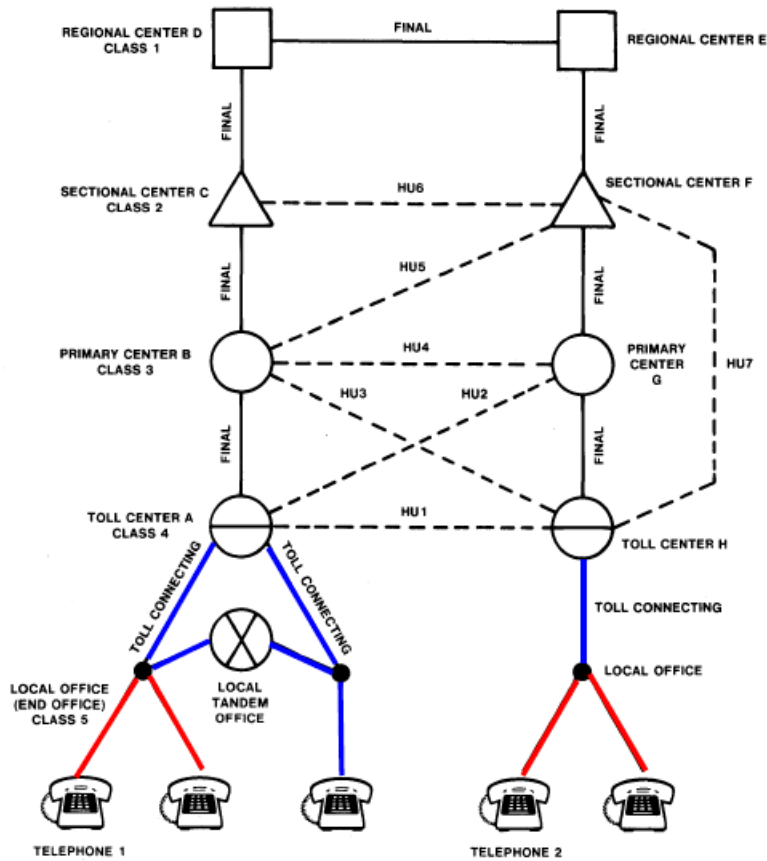 REGIONAL CENTER D
CLASS 1
FINAL
REGIONAL CENTER E
FINAL
FINAL
SECTIONAL CENTER C
CLASS 2
HU6
SECTIONAL CENTER F
HU5
FINAL
FINAL
PRIMARY CENTER B
CLASS 3
HU4
PRIMARY
CENTER
G
HU7
HU3
HU2
FINAL
FINAL
TOLL CENTER A
CLASS 4
HU1
TOLL CENTER H
TOLL CONNECTING
TOLL CONNECTING
TOLL CONNECTING
LOCAL OFFICE
(END OFFICE)
CLASS 5
LOCAL
TANDEM
OFFICE
LOCAL OFFICE
TELEPHONE 1
TELEPHONE 2